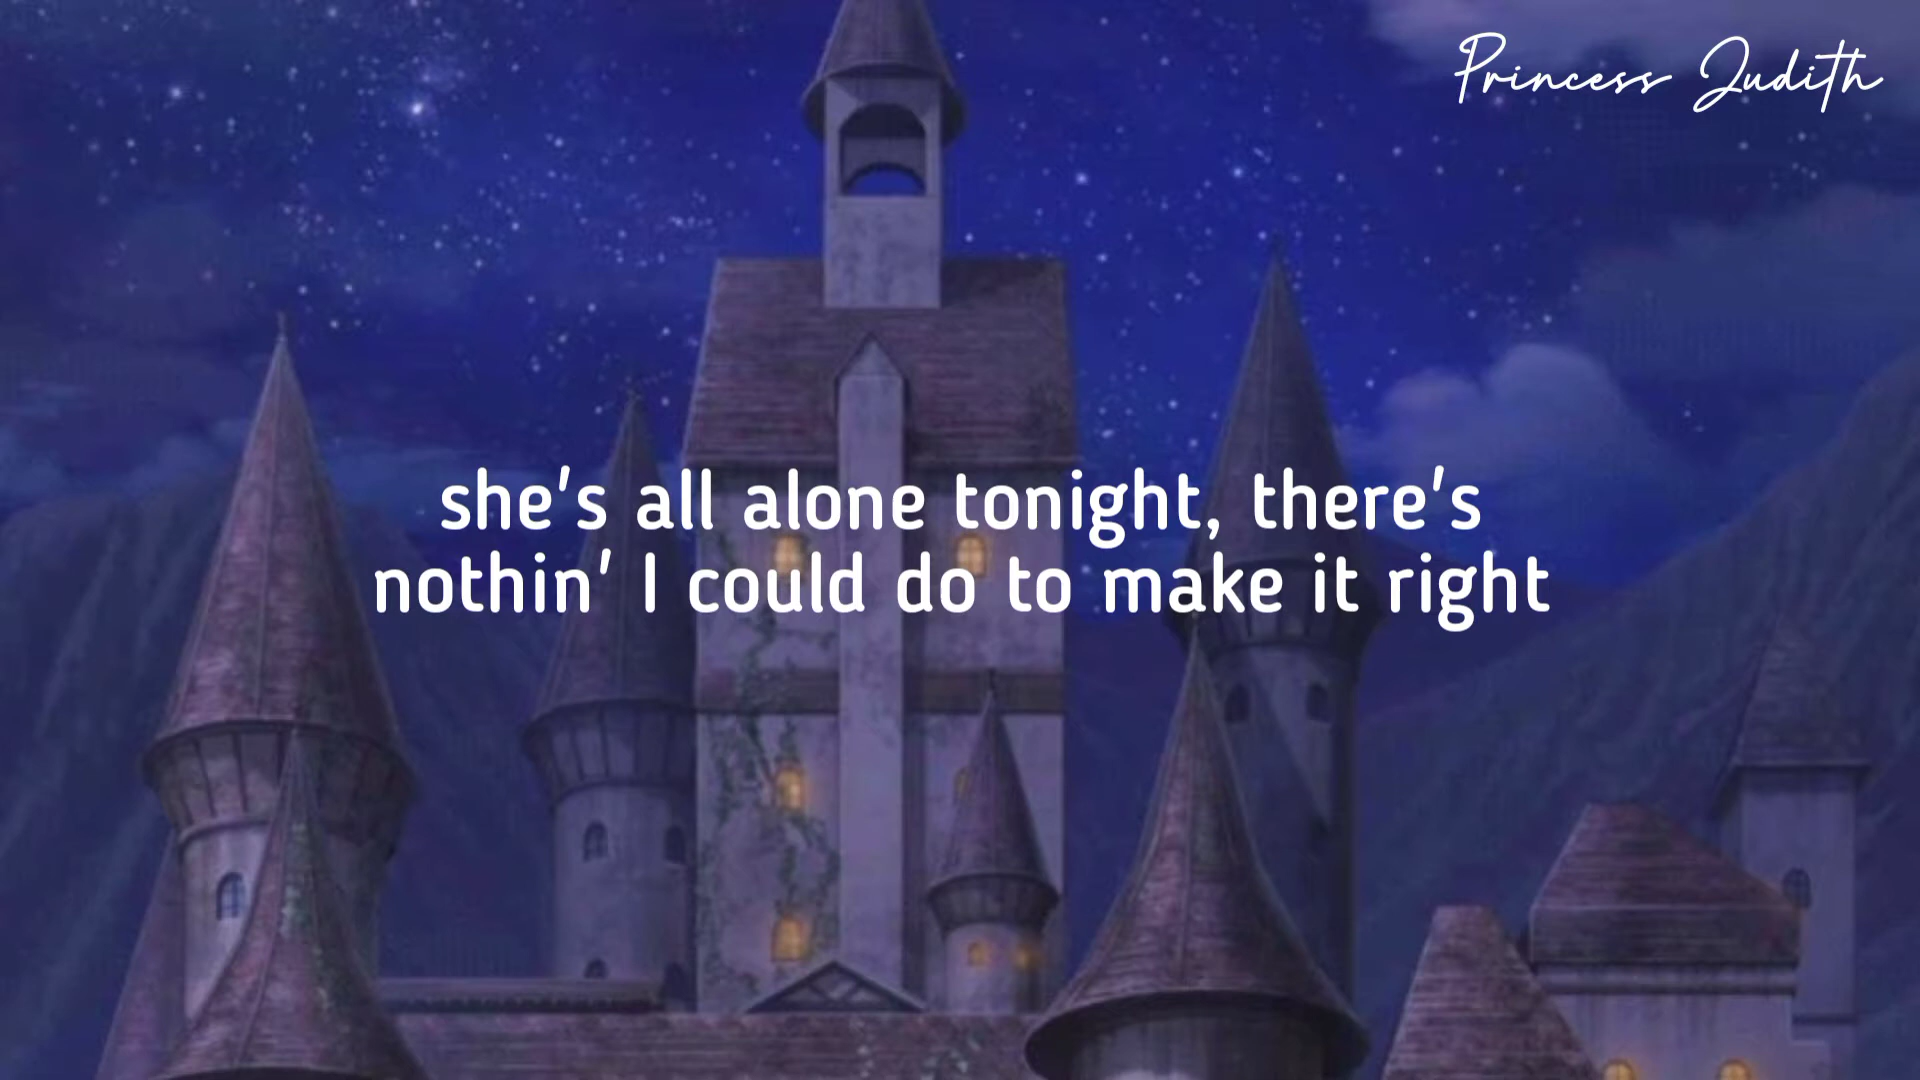 Princess Judith
she's all alone tonight, there's
nothin' I could do to make it right